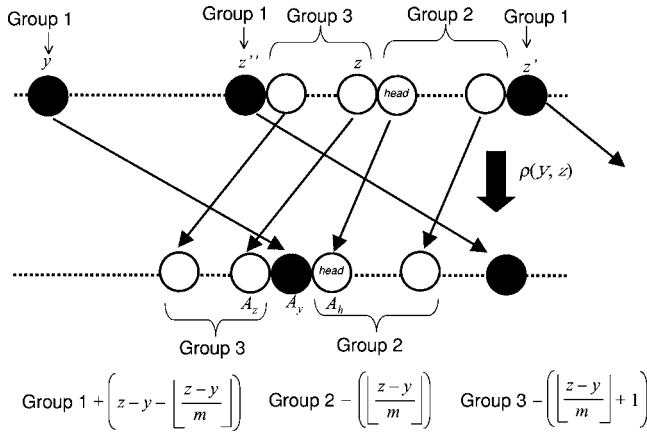 Group 1 Group 1 Group 3 Group 2 Group 1
y z'' z z'
head
ρ(y, z)
head
A_z A_y A_h
Group 3 Group 2
Group 1 + (z − y − ⌊(z − y)/m⌋) Group 2 − (⌊(z − y)/m⌋) Group 3 − (⌊(z − y)/m⌋ + 1)